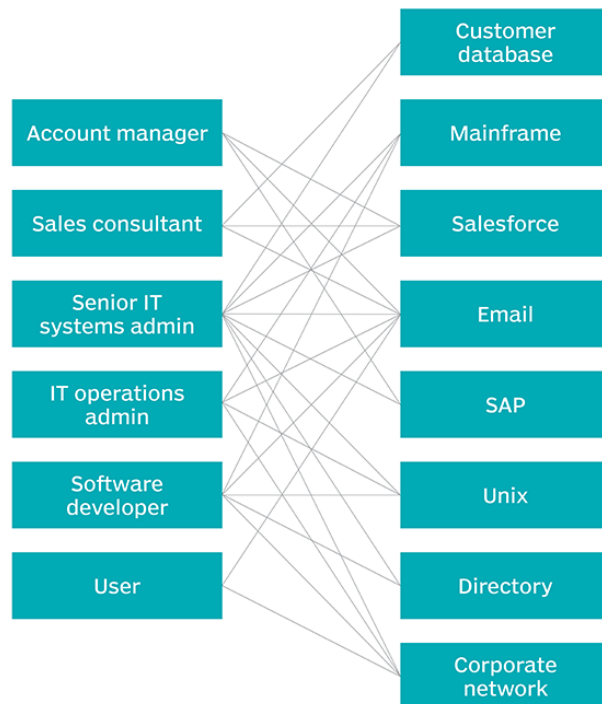 Customer
database
Account manager
Mainframe
Sales consultant
Salesforce
Senior IT
systems admin
Email
IT operations
admin
SAP
Software
developer
Unix
User
Directory
Corporate
network